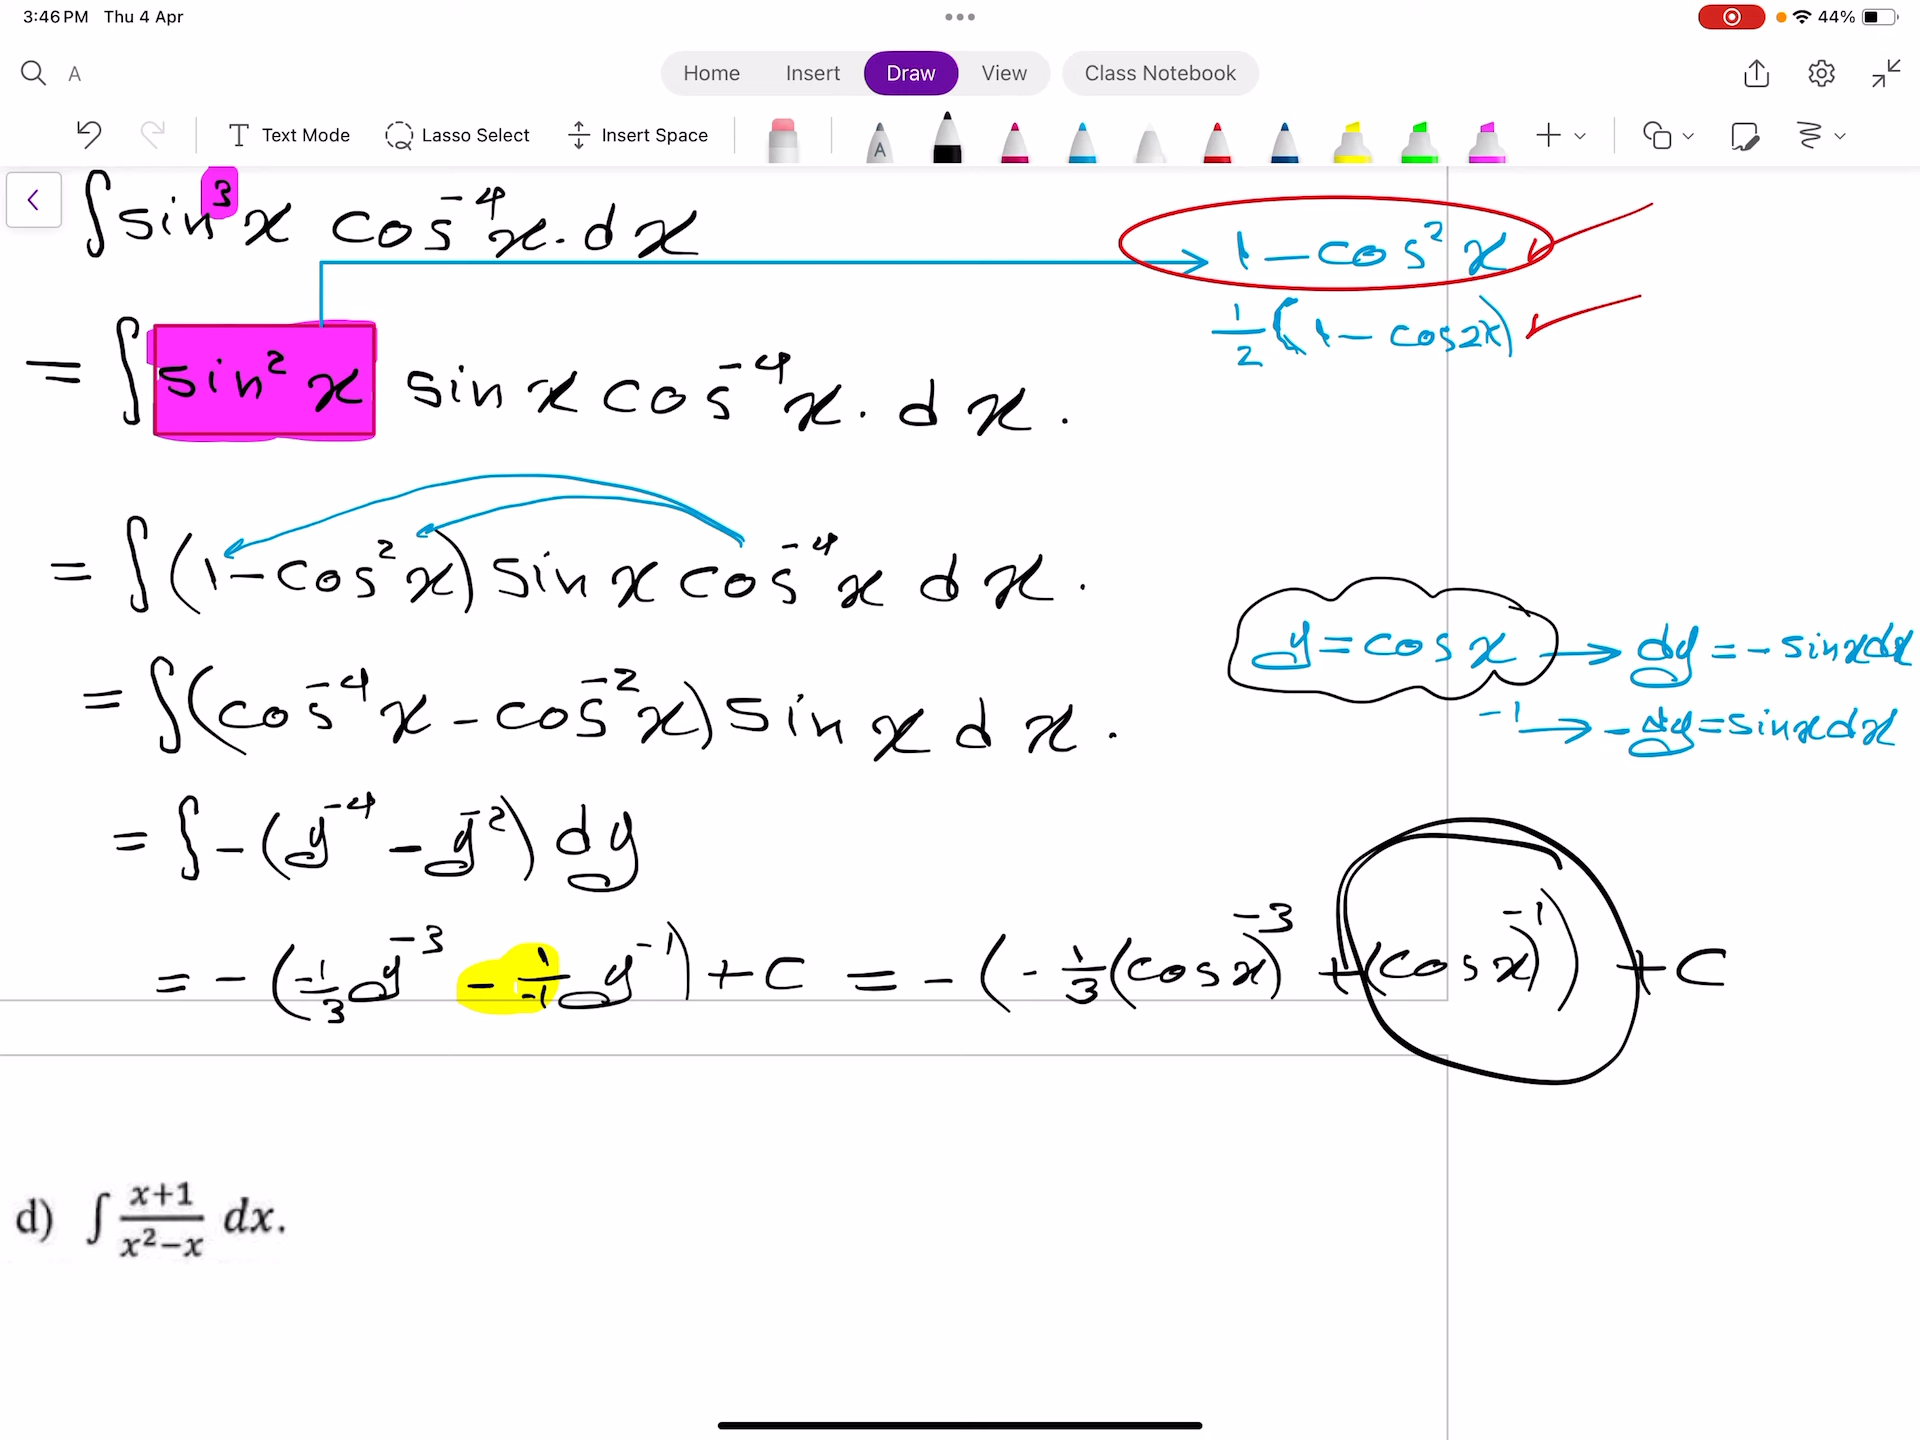 3:46 PM Thu 4 Apr
44%
A
Home Insert Draw View Class Notebook
Text Mode Lasso Select Insert Space
A
∫ sin³x cos⁻⁴x. dx
1 − cos²x
½(1 − cos2x)
= ∫ sin²x sinx cos⁻⁴x. dx.
= ∫(1−cos²x) sinx cos⁻⁴x dx.
y = cosx → dy = − sinxdx
= ∫(cos⁻⁴x − cos⁻²x) sinx dx.
−1 → −dy = sinxdx
= ∫ −(y⁻⁴ − y⁻²) dy
= −(1/−3 y⁻³ − 1/−1 y⁻¹) + C = −(−⅓(cosx)⁻³ + (cosx)⁻¹) + C
d) ∫ (x+1)/(x²−x) dx.